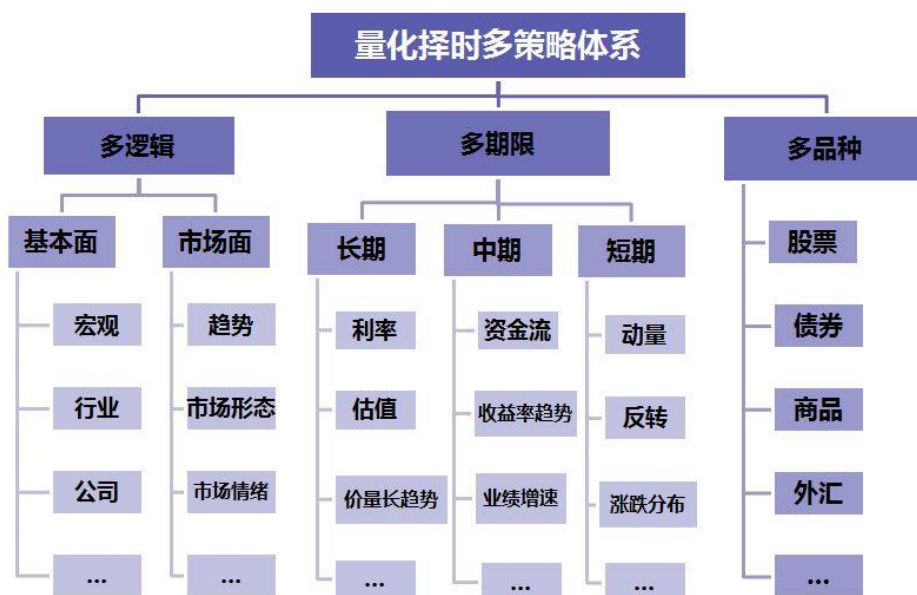 量化择时多策略体系
多逻辑
多期限
多品种
基本面
市场面
长期
中期
短期
股票
宏观
趋势
利率
资金流
动量
债券
行业
市场形态
估值
收益率趋势
反转
商品
公司
市场情绪
价量长趋势
业绩增速
涨跌分布
外汇
...
...
...
...
...
...